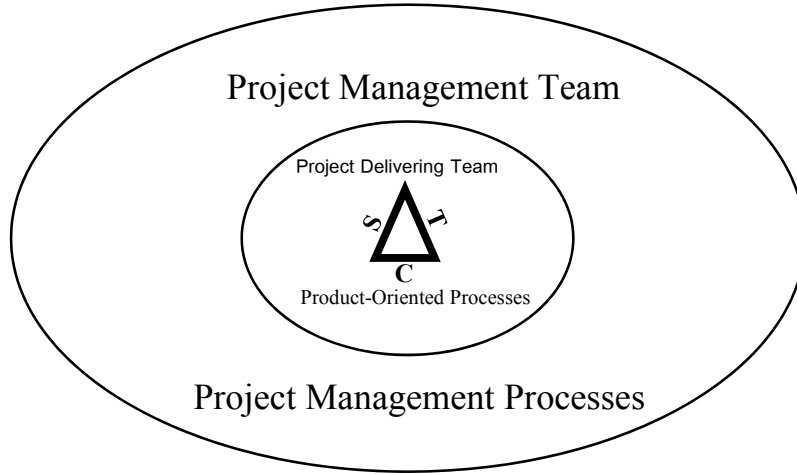 Project Management Team
Project Delivering Team
S
T
C
Product-Oriented Processes
Project Management Processes